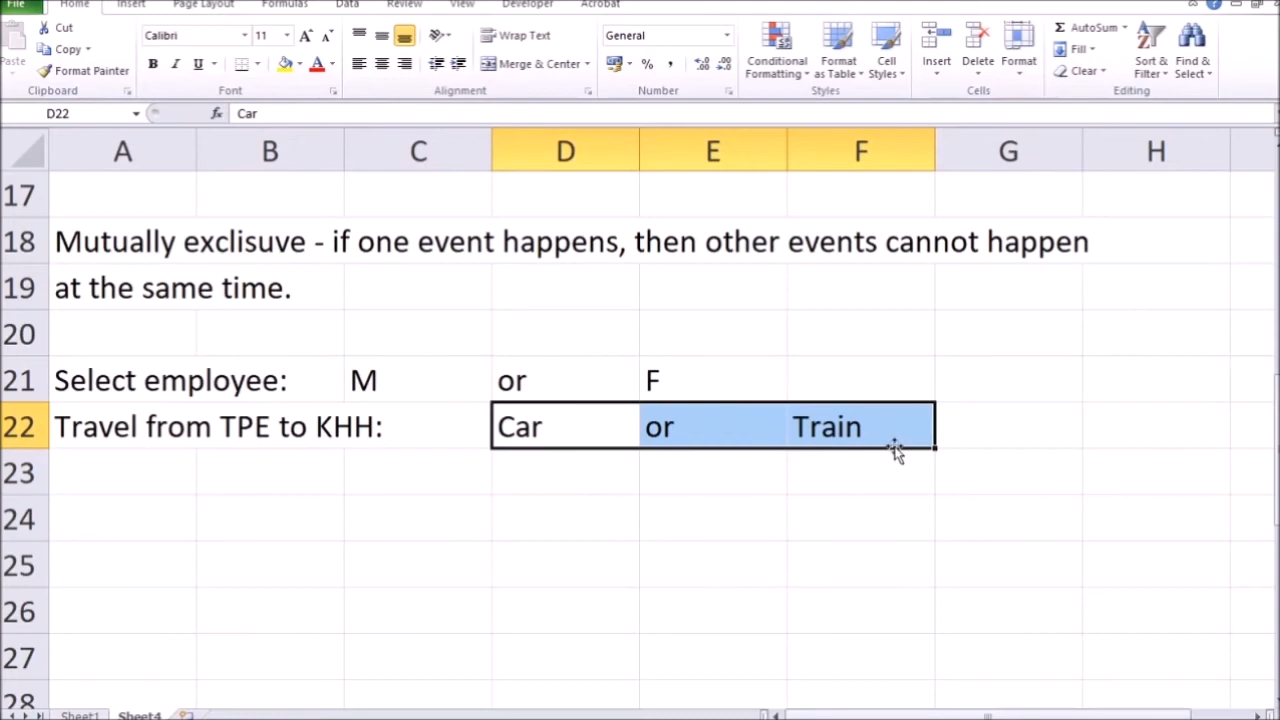 File Home Insert Page Layout Formulas Data Review View Developer Acrobat
Cut Calibri 11 A A Wrap Text General AutoSum
Paste Copy Fill
Format Painter B I U A Merge & Center $ % , .0 .00 Conditional Formatting Format as Table Cell Styles Insert Delete Format Clear Sort & Filter Find & Select
Clipboard Font Alignment Number Styles Cells Editing
D22 fx Car
A B C D E F G H
17
18 Mutually exclisuve - if one event happens, then other events cannot happen
19 at the same time.
20
21 Select employee: M or F
22 Travel from TPE to KHH: Car or Train
23
24
25
26
27
28
Sheet1 Sheet4